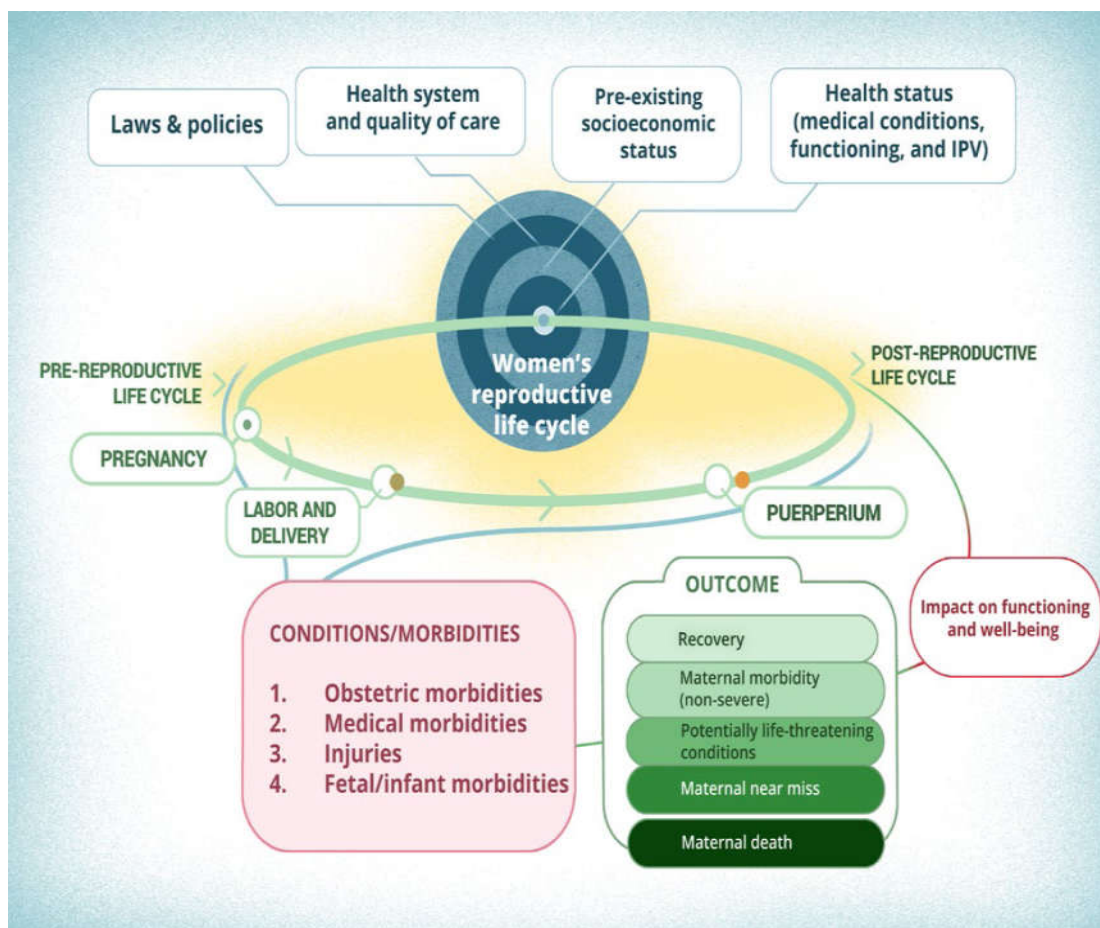 Laws & policies
Health system
and quality of care
Pre-existing
socioeconomic
status
Health status
(medical conditions,
functioning, and IPV)
Women's
reproductive
life cycle
PRE-REPRODUCTIVE
LIFE CYCLE
POST-REPRODUCTIVE
LIFE CYCLE
PREGNANCY
LABOR AND
DELIVERY
PUERPERIUM
CONDITIONS/MORBIDITIES
1. Obstetric morbidities
2. Medical morbidities
3. Injuries
4. Fetal/infant morbidities
OUTCOME
Recovery
Maternal morbidity
(non-severe)
Potentially life-threatening
conditions
Maternal near miss
Maternal death
Impact on functioning
and well-being